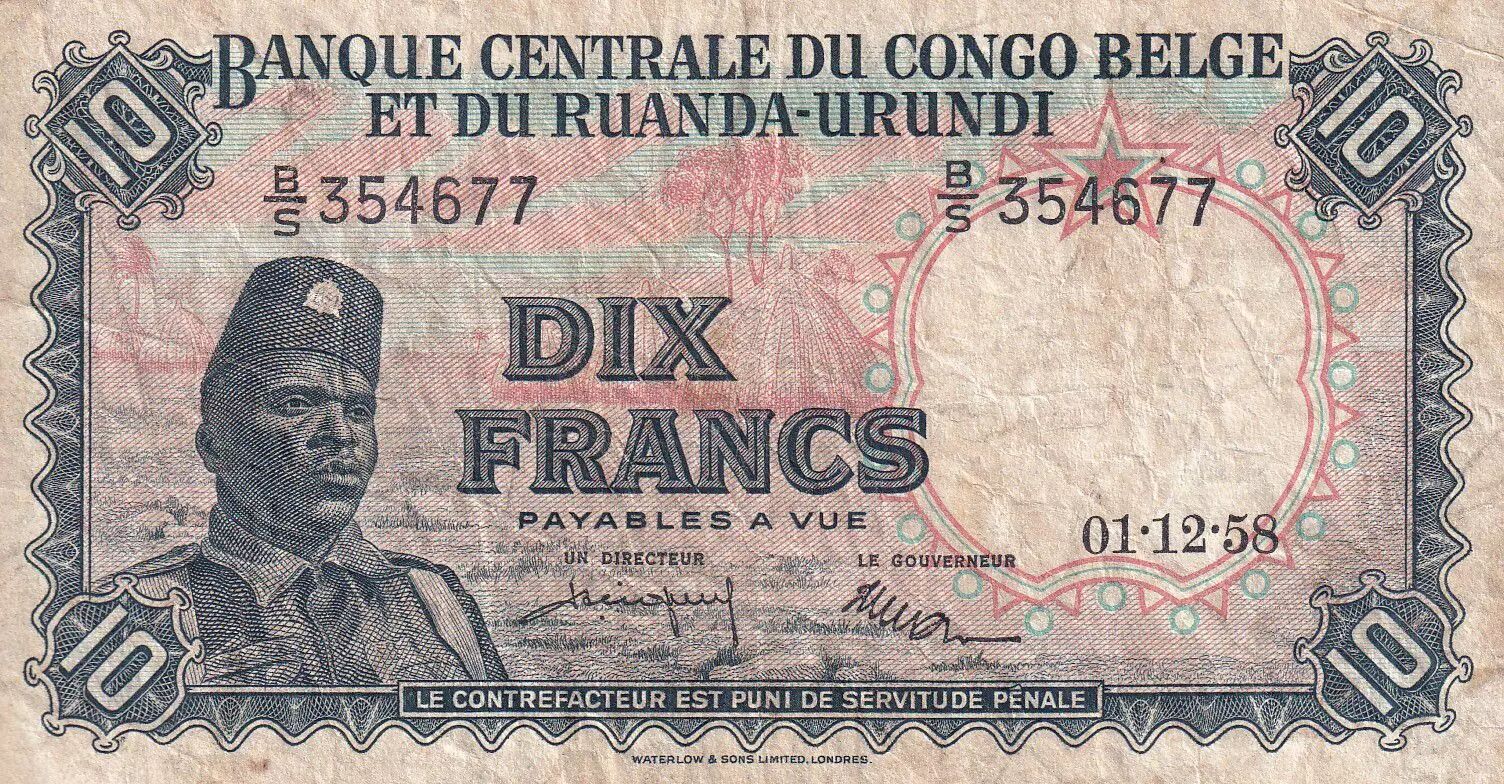 10
10
BANQUE CENTRALE DU CONGO BELGE
ET DU RUANDA-URUNDI
B/S 354677
B/S 354677
DIX
FRANCS
PAYABLES A VUE
01·12·58
UN DIRECTEUR
LE GOUVERNEUR
10
10
LE CONTREFACTEUR EST PUNI DE SERVITUDE PÉNALE
WATERLOW & SONS LIMITED, LONDRES.